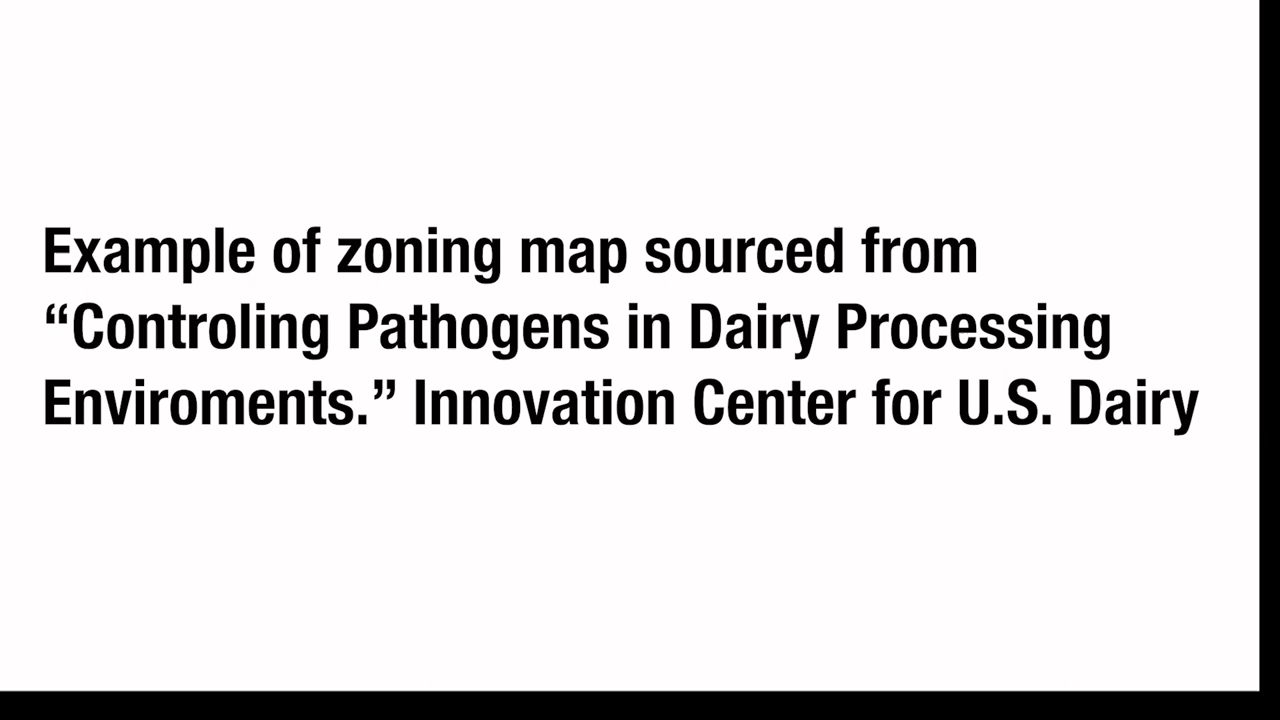 Example of zoning map sourced from
“Controling Pathogens in Dairy Processing
Enviroments.” Innovation Center for U.S. Dairy